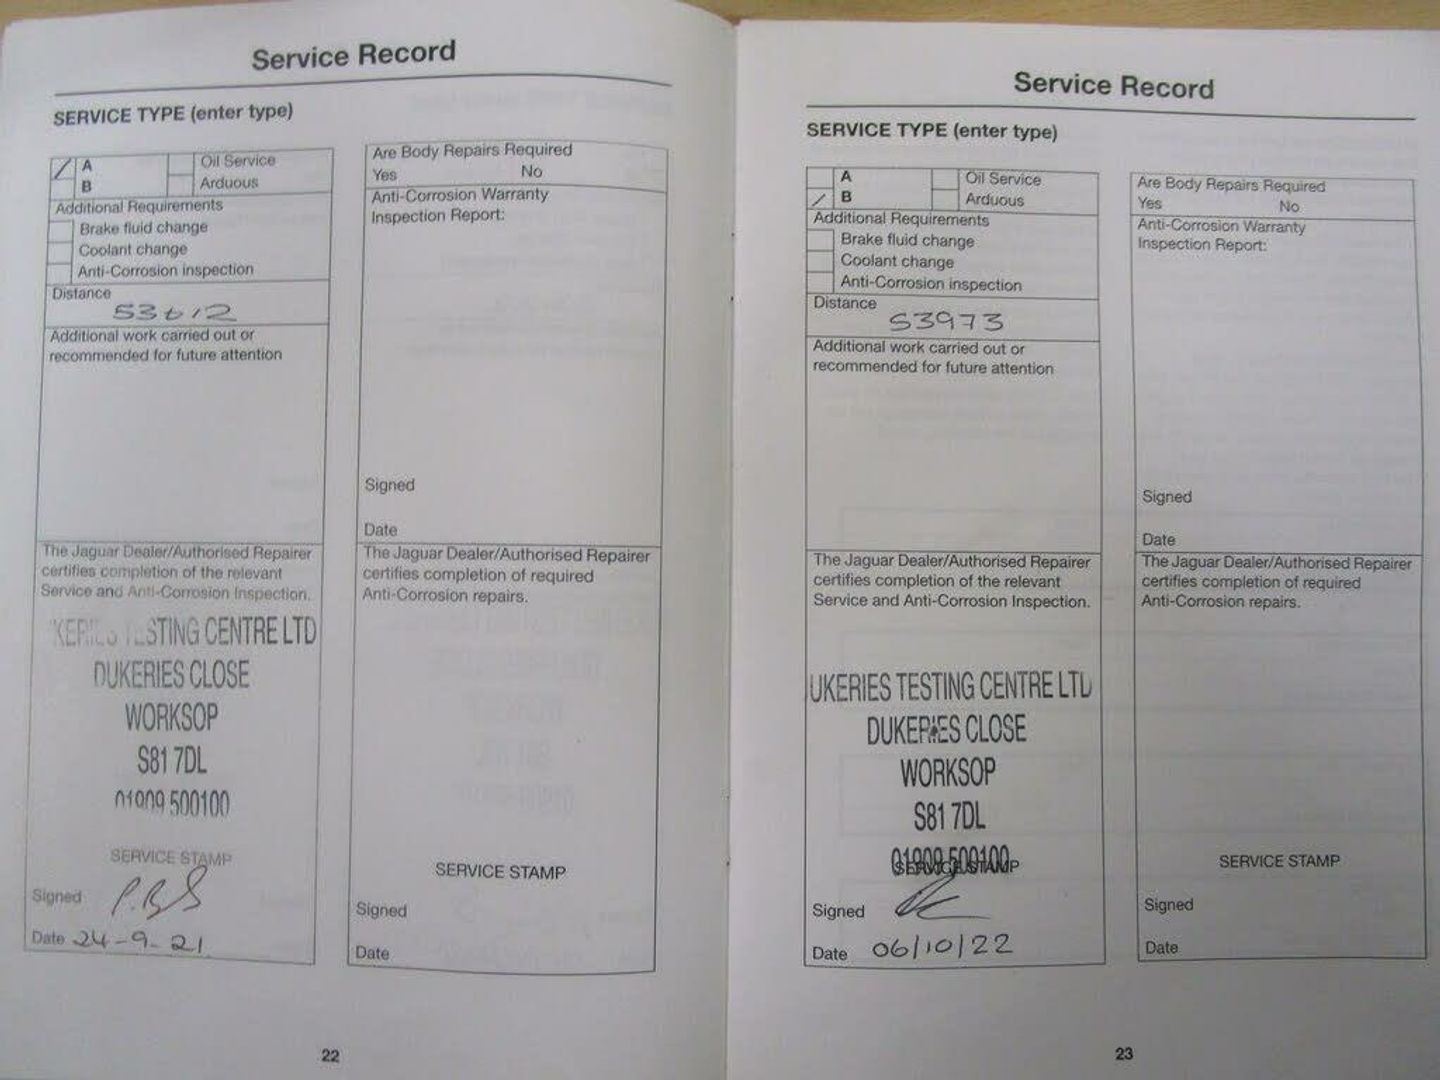 Service Record
SERVICE TYPE (enter type)
A
Oil Service
B
Arduous
Additional Requirements
Brake fluid change
Coolant change
Anti-Corrosion inspection
Distance
53612
Additional work carried out or
recommended for future attention
The Jaguar Dealer/Authorised Repairer
certifies completion of the relevant
Service and Anti-Corrosion Inspection.
TESTING CENTRE LTD
DUKERIES CLOSE
WORKSOP
S81 7DL
01909 500100
SERVICE STAMP
Signed
Date 24-9-21
Are Body Repairs Required
Yes No
Anti-Corrosion Warranty
Inspection Report:
Signed
Date
The Jaguar Dealer/Authorised Repairer
certifies completion of required
Anti-Corrosion repairs.
SERVICE STAMP
Signed
Date
22
Service Record
SERVICE TYPE (enter type)
A
Oil Service
B
Arduous
Additional Requirements
Brake fluid change
Coolant change
Anti-Corrosion inspection
Distance
53973
Additional work carried out or
recommended for future attention
The Jaguar Dealer/Authorised Repairer
certifies completion of the relevant
Service and Anti-Corrosion Inspection.
UKERIES TESTING CENTRE LTD
DUKERIES CLOSE
WORKSOP
S81 7DL
01909 500100
SERVICE STAMP
Signed
Date 06/10/22
Are Body Repairs Required
Yes No
Anti-Corrosion Warranty
Inspection Report:
Signed
Date
The Jaguar Dealer/Authorised Repairer
certifies completion of required
Anti-Corrosion repairs.
SERVICE STAMP
Signed
Date
23